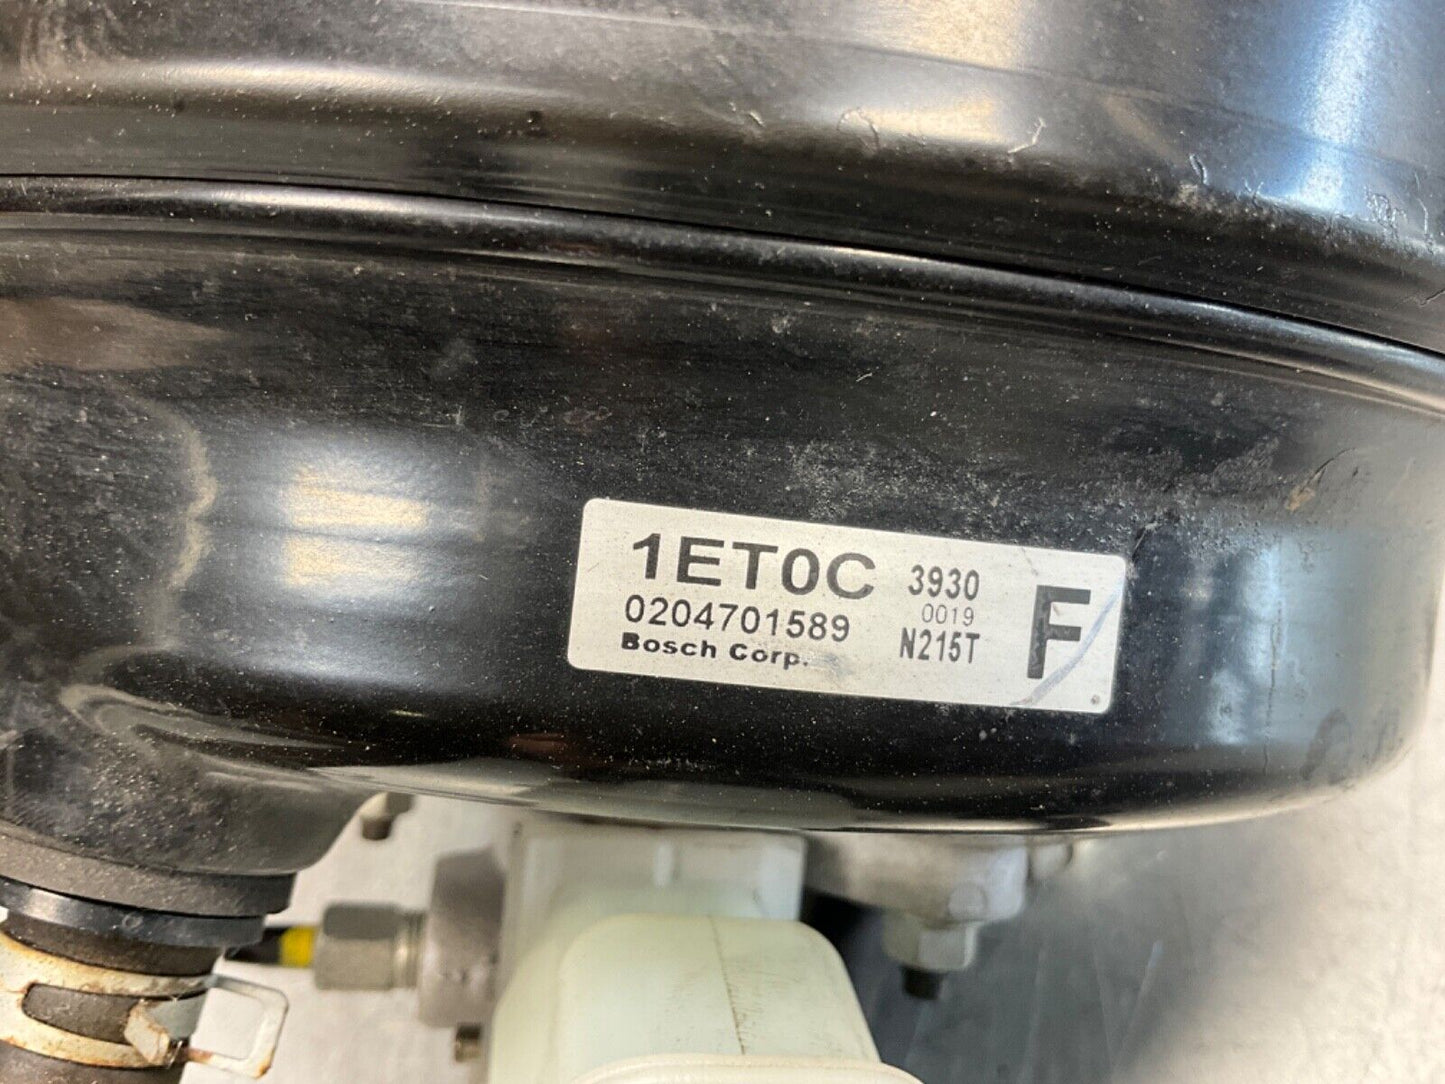 1ET0C 3930
0204701589 0019
Bosch Corp. N215T
F